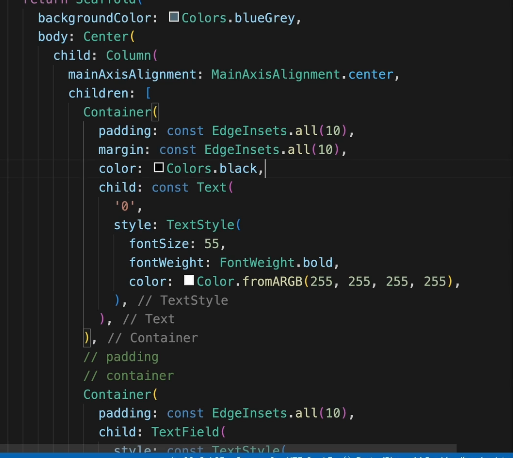 return Scaffold(
backgroundColor: Colors.blueGrey,
body: Center(
child: Column(
mainAxisAlignment: MainAxisAlignment.center,
children: [
Container(
padding: const EdgeInsets.all(10),
margin: const EdgeInsets.all(10),
color: Colors.black,
child: const Text(
'0',
style: TextStyle(
fontSize: 55,
fontWeight: FontWeight.bold,
color: Color.fromARGB(255, 255, 255, 255),
), // TextStyle
), // Text
), // Container
// padding
// container
Container(
padding: const EdgeInsets.all(10),
child: TextField(
style: const TextStyle(